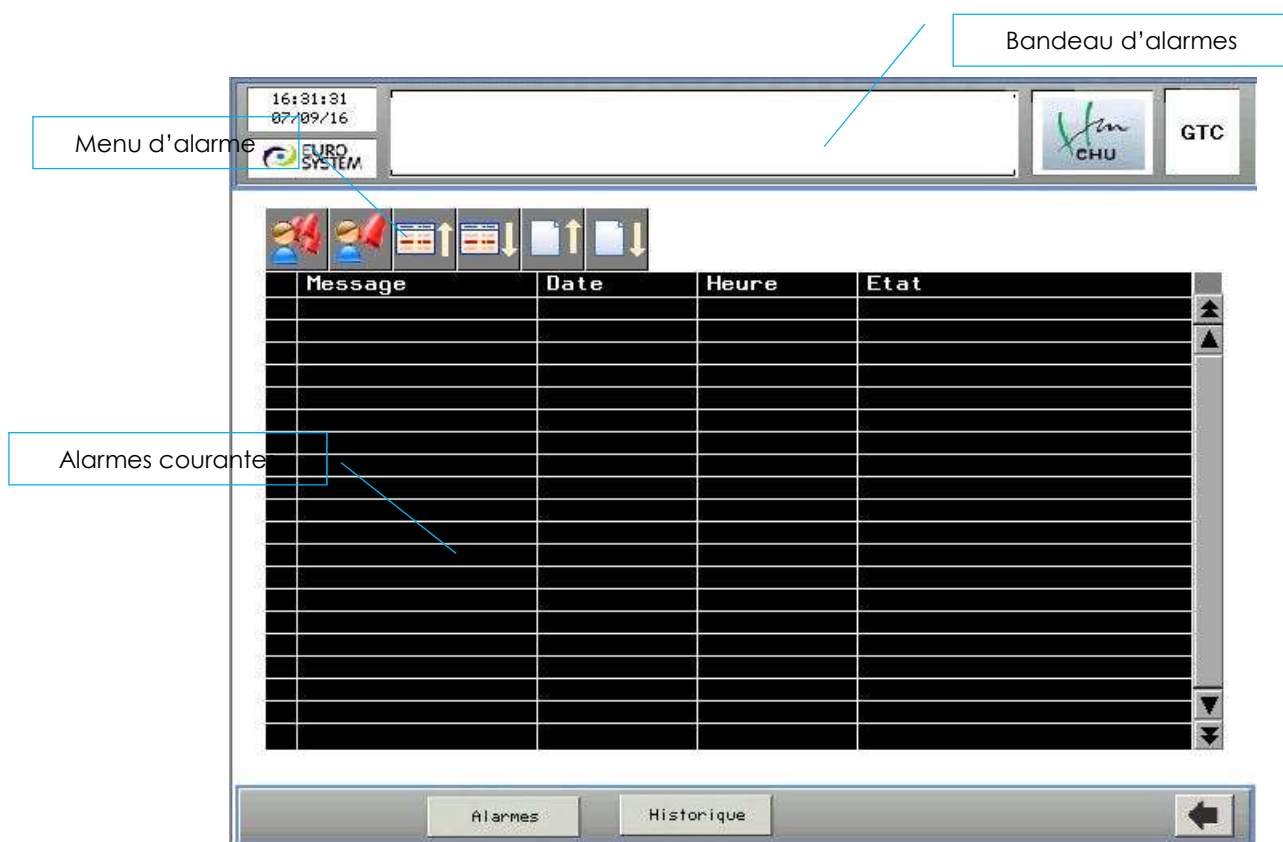 Bandeau d'alarmes
16:31:31
07/09/16
Menu d'alarme
EURO
SYSTEM
CHU
GTC
Message Date Heure Etat
Alarmes courante
Alarmes Historique